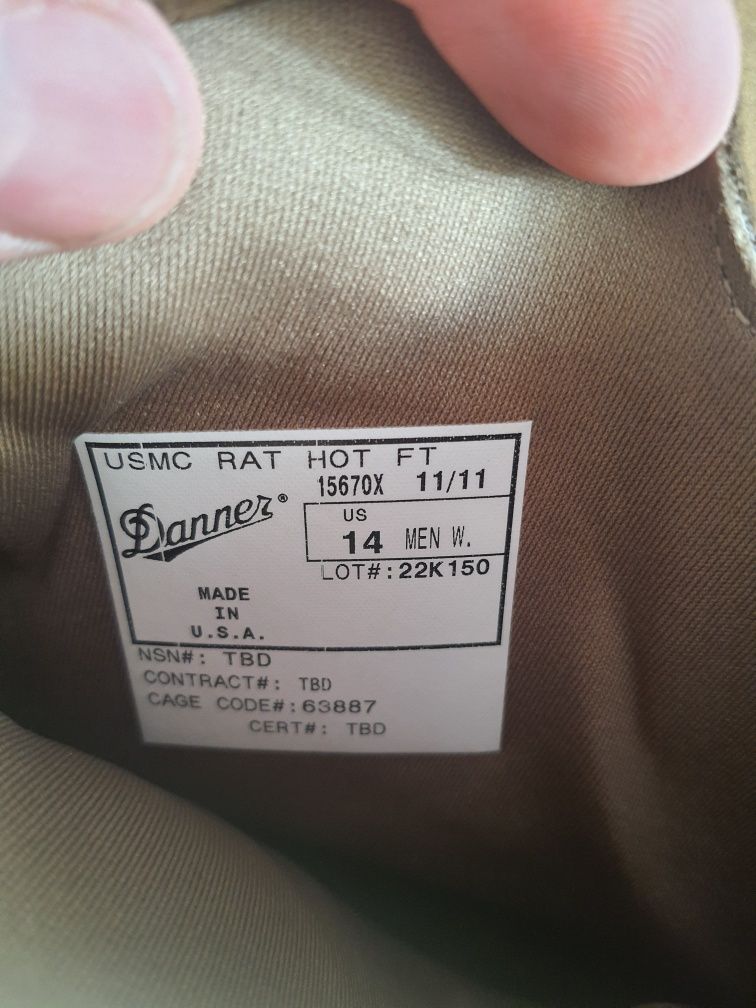 USMC RAT HOT FT
15670X 11/11
Danner®
US
14 MEN W.
LOT#:22K150
MADE
IN
U.S.A.
NSN#: TBD
CONTRACT#: TBD
CAGE CODE#:63887
CERT#: TBD